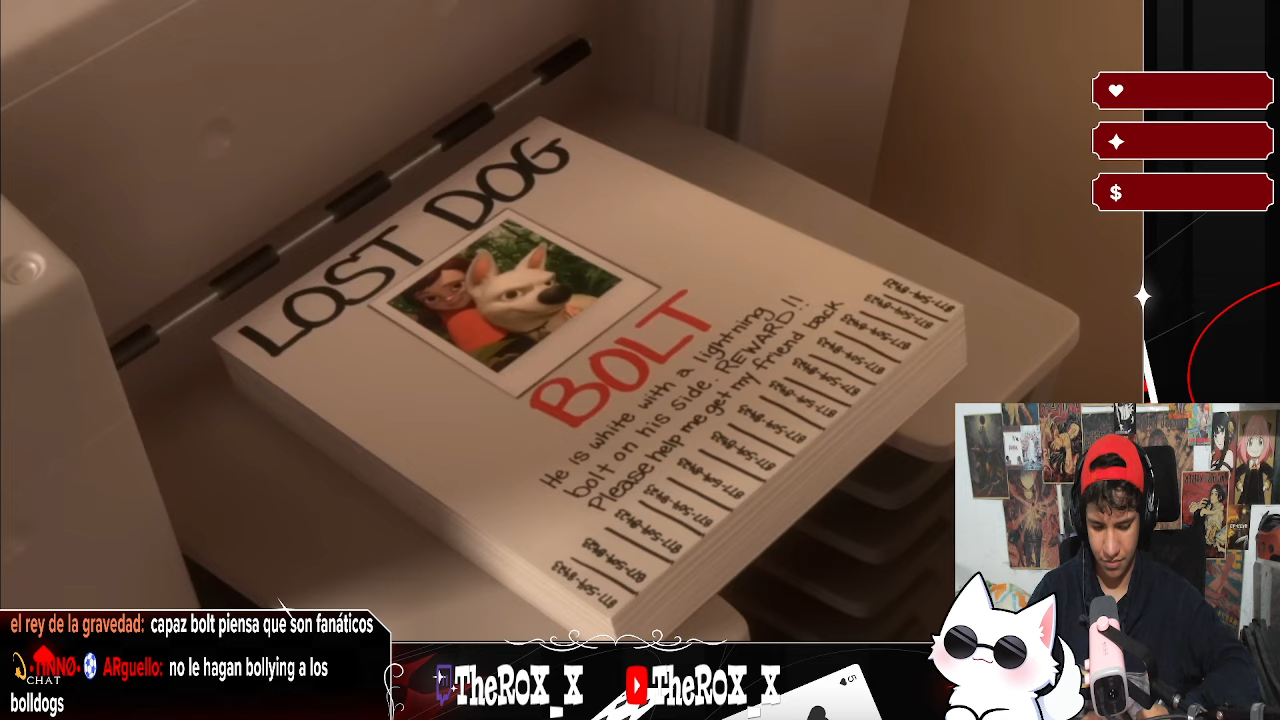 LOST DOG
BOLT
He is white with a lightning
bolt on his side. REWARD!!
Please help me get my friend back
el rey de la gravedad: capaz bolt piensa que son fanáticos
TINNO ARguello: no le hagan bollying a los
bolldogs
CHAT
TheROX_X
TheROX_X
$
5